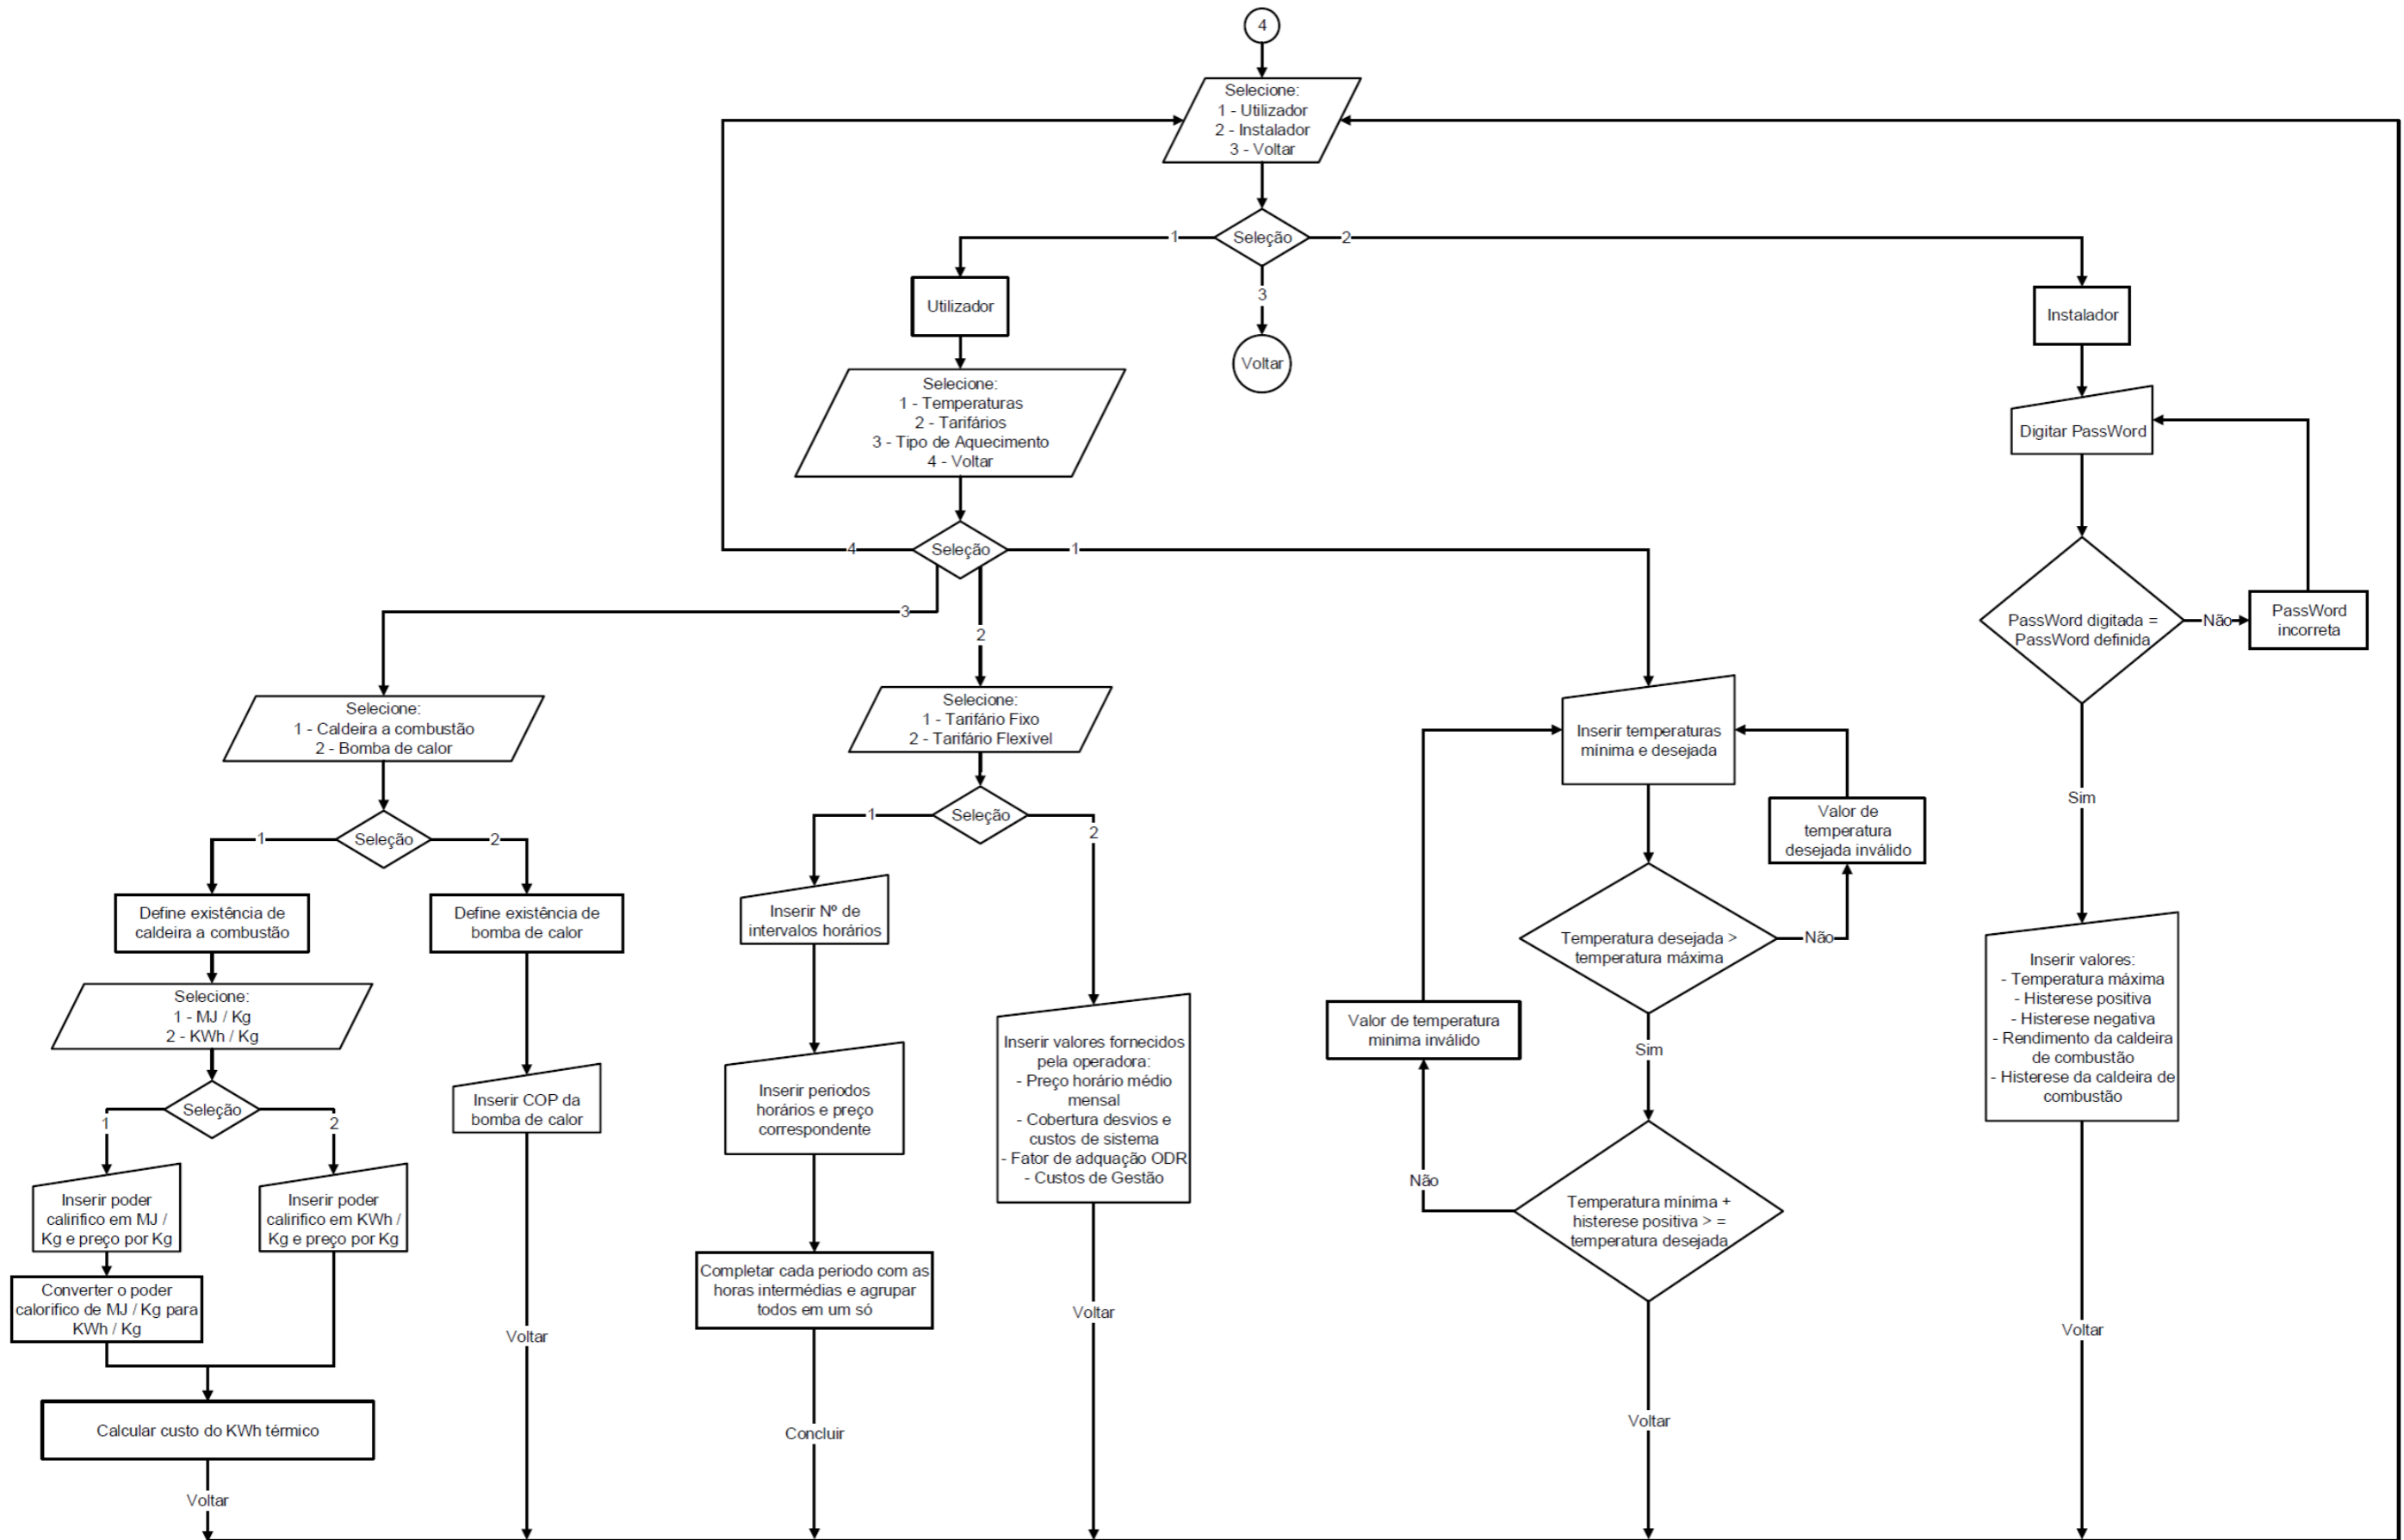 4
Selecione:
1 - Utilizador
2 - Instalador
3 - Voltar
Seleção
1
2
3
Utilizador
Voltar
Instalador
Selecione:
1 - Temperaturas
2 - Tarifários
3 - Tipo de Aquecimento
4 - Voltar
Digitar PassWord
Seleção
4
1
3
2
PassWord digitada =
PassWord definida
Não
PassWord
incorreta
Sim
Selecione:
1 - Caldeira a combustão
2 - Bomba de calor
Seleção
1
2
Selecione:
1 - Tarifário Fixo
2 - Tarifário Flexível
Seleção
1
2
Inserir temperaturas
mínima e desejada
Valor de
temperatura
desejada inválido
Define existência de
caldeira a combustão
Define existência de
bomba de calor
Inserir Nº de
intervalos horários
Temperatura desejada >
temperatura máxima
Não
Sim
Inserir valores:
- Temperatura máxima
- Histerese positiva
- Histerese negativa
- Rendimento da caldeira
de combustão
- Histerese da caldeira de
combustão
Selecione:
1 - MJ / Kg
2 - KWh / Kg
Seleção
1
2
Inserir COP da
bomba de calor
Inserir periodos
horários e preço
correspondente
Inserir valores fornecidos
pela operadora:
- Preço horário médio
mensal
- Cobertura desvios e
custos de sistema
- Fator de adquação ODR
- Custos de Gestão
Valor de temperatura
minima inválido
Não
Temperatura mínima +
histerese positiva > =
temperatura desejada
Inserir poder
calirifico em MJ /
Kg e preço por Kg
Inserir poder
calirifico em KWh /
Kg e preço por Kg
Converter o poder
calorifico de MJ / Kg para
KWh / Kg
Completar cada periodo com as
horas intermédias e agrupar
todos em um só
Voltar
Voltar
Voltar
Calcular custo do KWh térmico
Concluir
Voltar
Voltar